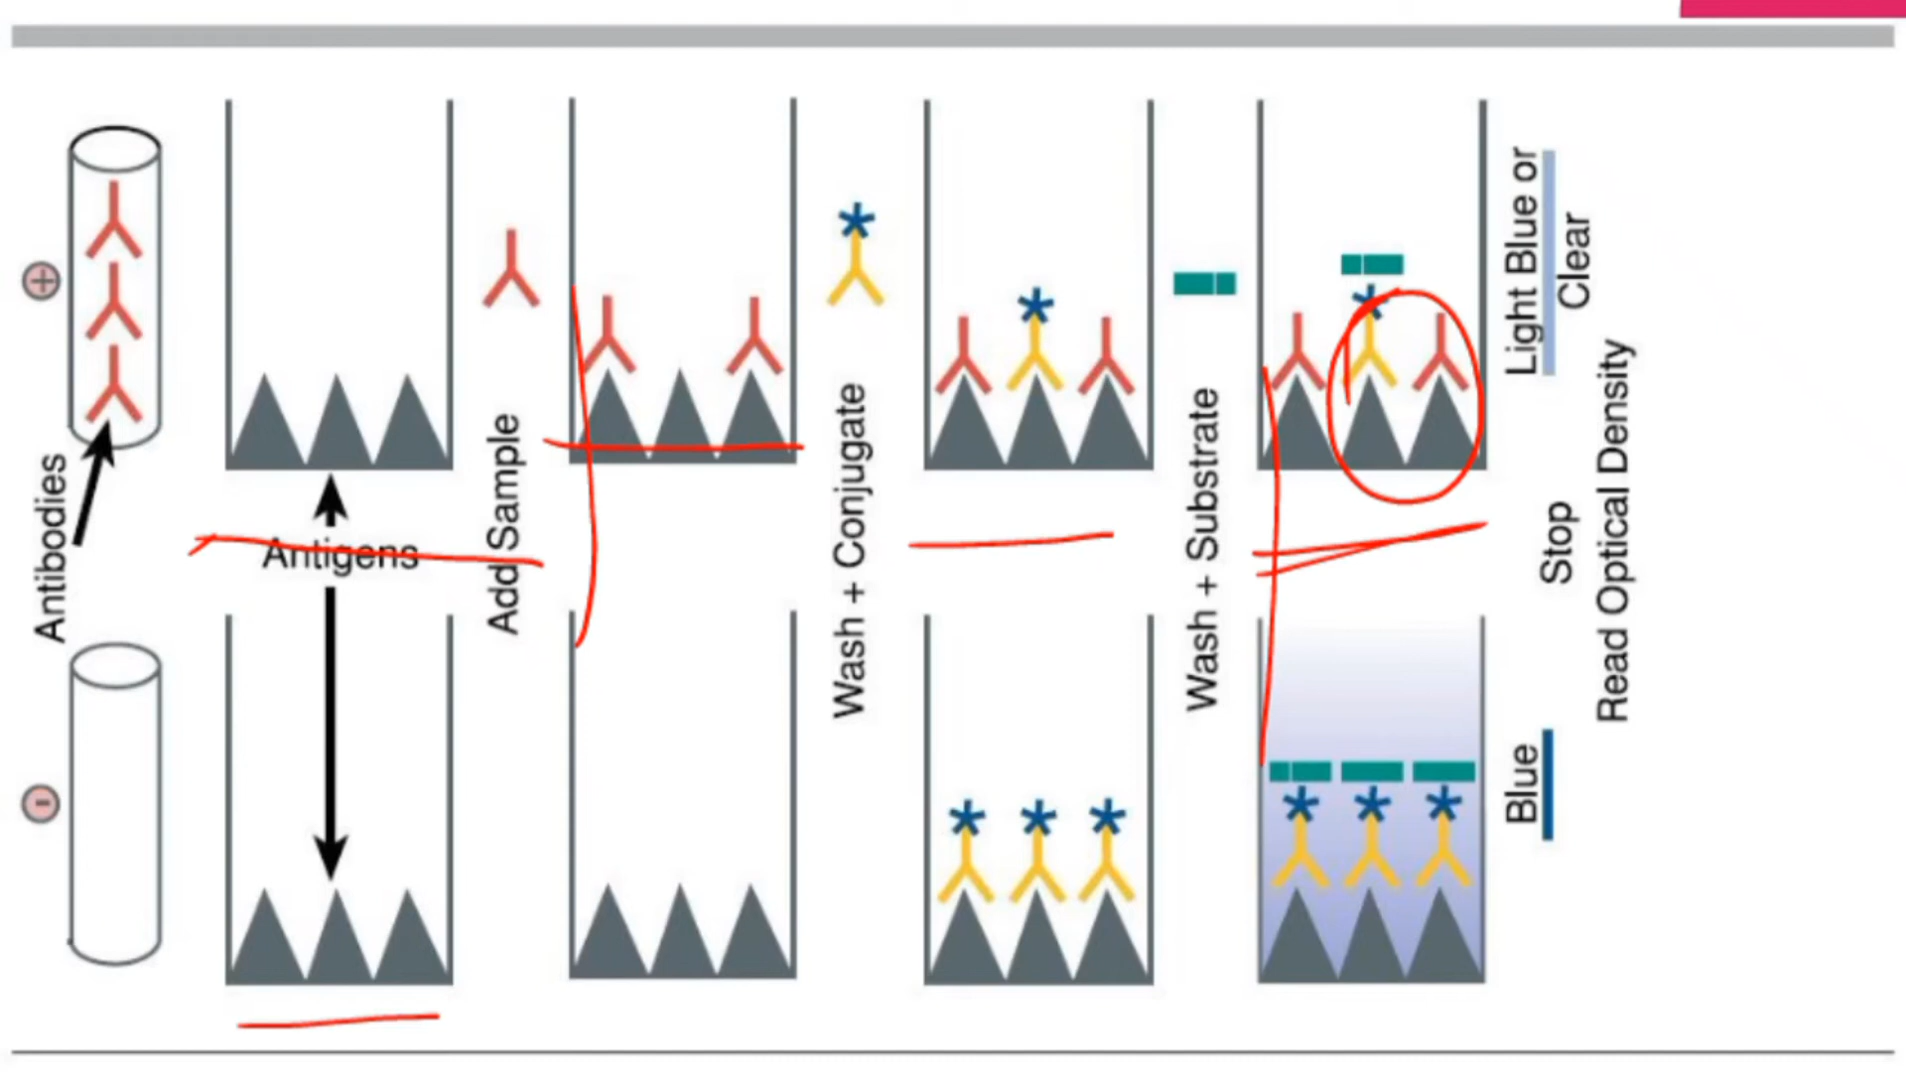 +
Antibodies
-
Antigens
Add Sample
Wash + Conjugate
Wash + Substrate
Light Blue or
Clear
Blue
Stop
Read Optical Density